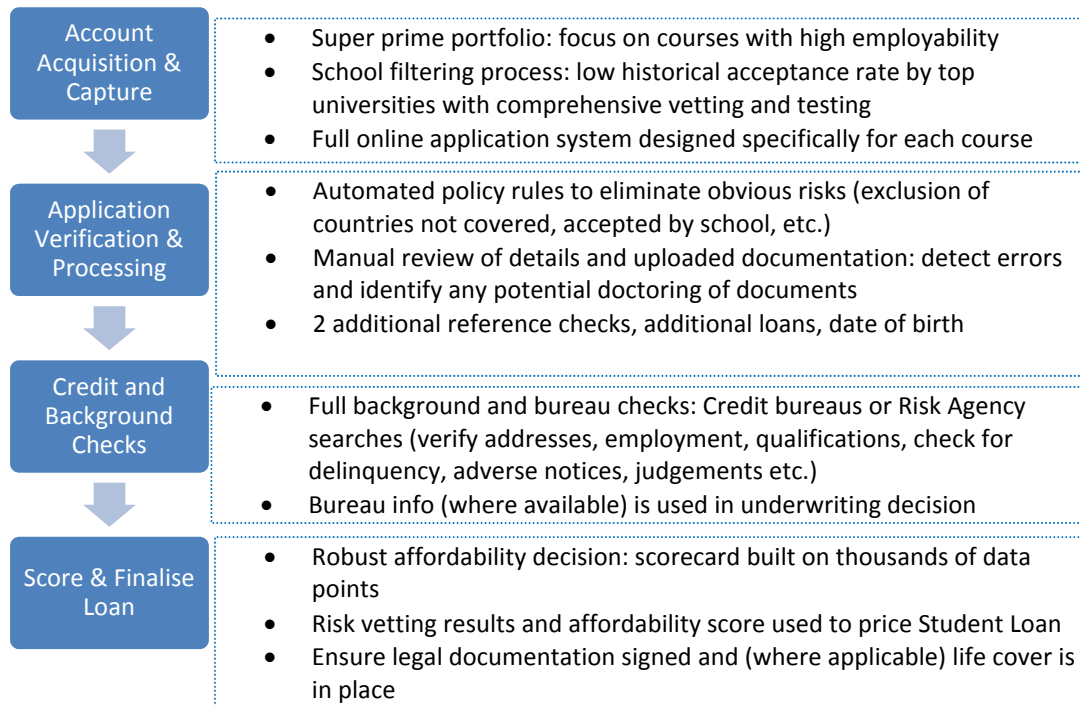 Account
Acquisition &
Capture
• Super prime portfolio: focus on courses with high employability
• School filtering process: low historical acceptance rate by top
universities with comprehensive vetting and testing
• Full online application system designed specifically for each course
Application
Verification &
Processing
• Automated policy rules to eliminate obvious risks (exclusion of
countries not covered, accepted by school, etc.)
• Manual review of details and uploaded documentation: detect errors
and identify any potential doctoring of documents
• 2 additional reference checks, additional loans, date of birth
Credit and
Background
Checks
• Full background and bureau checks: Credit bureaus or Risk Agency
searches (verify addresses, employment, qualifications, check for
delinquency, adverse notices, judgements etc.)
• Bureau info (where available) is used in underwriting decision
Score & Finalise
Loan
• Robust affordability decision: scorecard built on thousands of data
points
• Risk vetting results and affordability score used to price Student Loan
• Ensure legal documentation signed and (where applicable) life cover is
in place